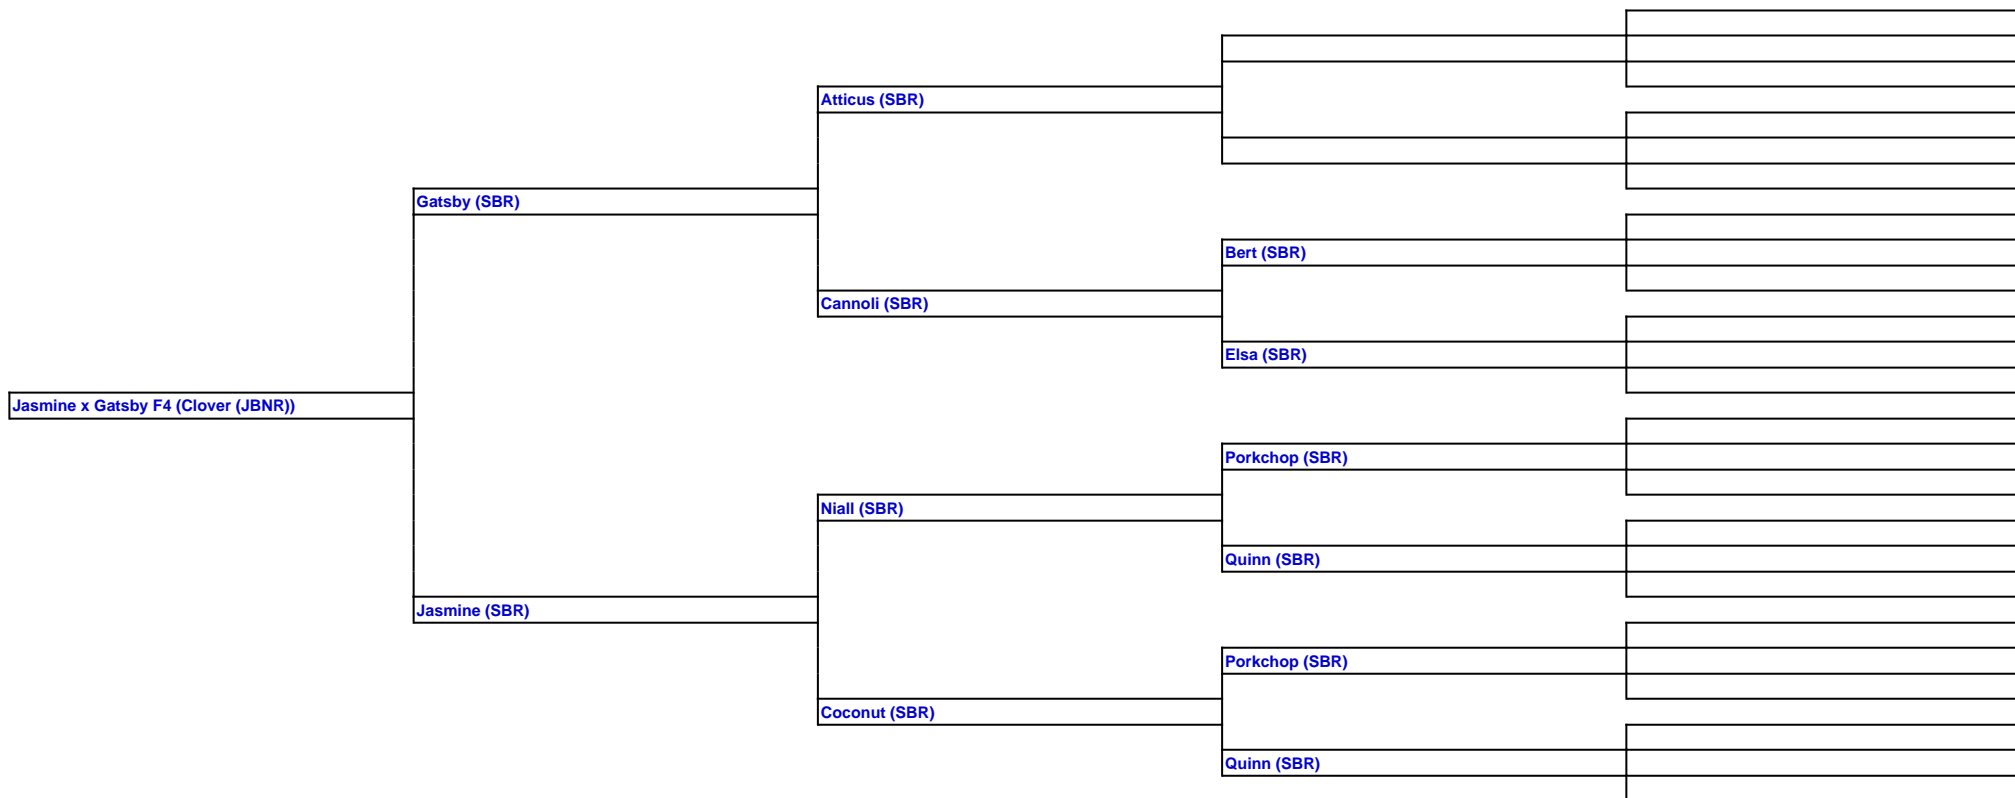 Atticus (SBR)
Gatsby (SBR)
Bert (SBR)
Cannoli (SBR)
Elsa (SBR)
Jasmine x Gatsby F4 (Clover (JBNR))
Porkchop (SBR)
Niall (SBR)
Quinn (SBR)
Jasmine (SBR)
Porkchop (SBR)
Coconut (SBR)
Quinn (SBR)